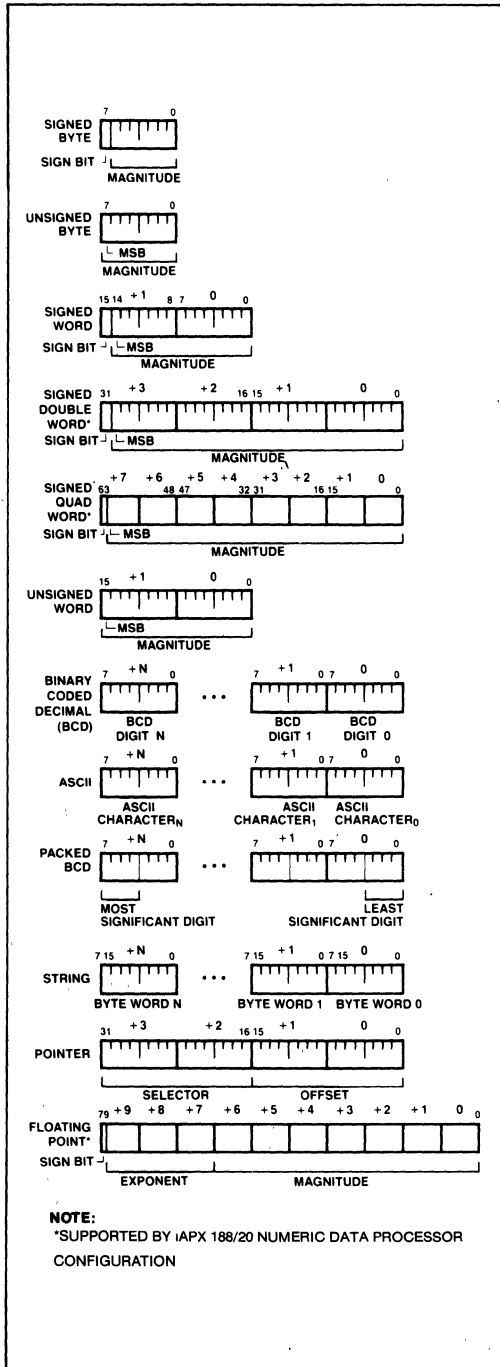 7 0
SIGNED
BYTE
SIGN BIT
MAGNITUDE
7 0
UNSIGNED
BYTE
MSB
MAGNITUDE
15 14 +1 8 7 0 0
SIGNED
WORD
SIGN BIT
MSB
MAGNITUDE
31 +3 +2 16 15 +1 0 0
SIGNED
DOUBLE
WORD*
SIGN BIT
MSB
MAGNITUDE
+7 +6 +5 +4 +3 +2 +1 0
63 48 47 32 31 16 15 0
SIGNED
QUAD
WORD*
SIGN BIT
MSB
MAGNITUDE
15 +1 0 0
UNSIGNED
WORD
MSB
MAGNITUDE
7 +N 0 7 +1 0 7 0 0
BINARY
CODED
DECIMAL
(BCD)
...
BCD BCD BCD
DIGIT N DIGIT 1 DIGIT 0
7 +N 0 7 +1 0 7 0 0
ASCII ...
ASCII ASCII ASCII
CHARACTERN CHARACTER1 CHARACTER0
7 +N 0 7 +1 0 7 0 0
PACKED
BCD
...
MOST LEAST
SIGNIFICANT DIGIT SIGNIFICANT DIGIT
7 15 +N 0 7 15 +1 0 7 15 0 0
STRING ...
BYTE WORD N BYTE WORD 1 BYTE WORD 0
31 +3 +2 16 15 +1 0 0
POINTER
SELECTOR OFFSET
79 +9 +8 +7 +6 +5 +4 +3 +2 +1 0 0
FLOATING
POINT*
SIGN BIT
EXPONENT MAGNITUDE
NOTE:
*SUPPORTED BY iAPX 188/20 NUMERIC DATA PROCESSOR
CONFIGURATION